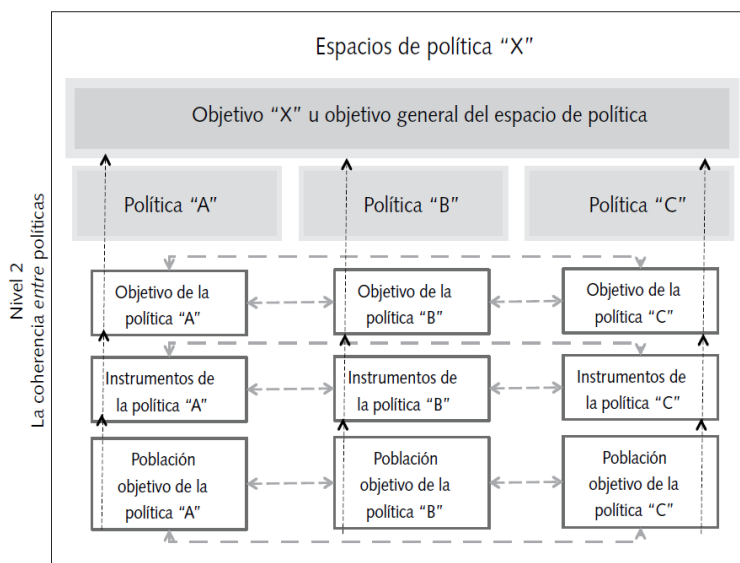 Espacios de política “X”
Objetivo “X” u objetivo general del espacio de política
Política “A”
Política “B”
Política “C”
Nivel 2
La coherencia entre políticas
Objetivo de la
política “A”
Objetivo de la
política “B”
Objetivo de la
política “C”
Instrumentos de
la política “A”
Instrumentos de
la política “B”
Instrumentos de
la política “C”
Población
objetivo de la
política “A”
Población
objetivo de la
política “B”
Población
objetivo de la
política “C”